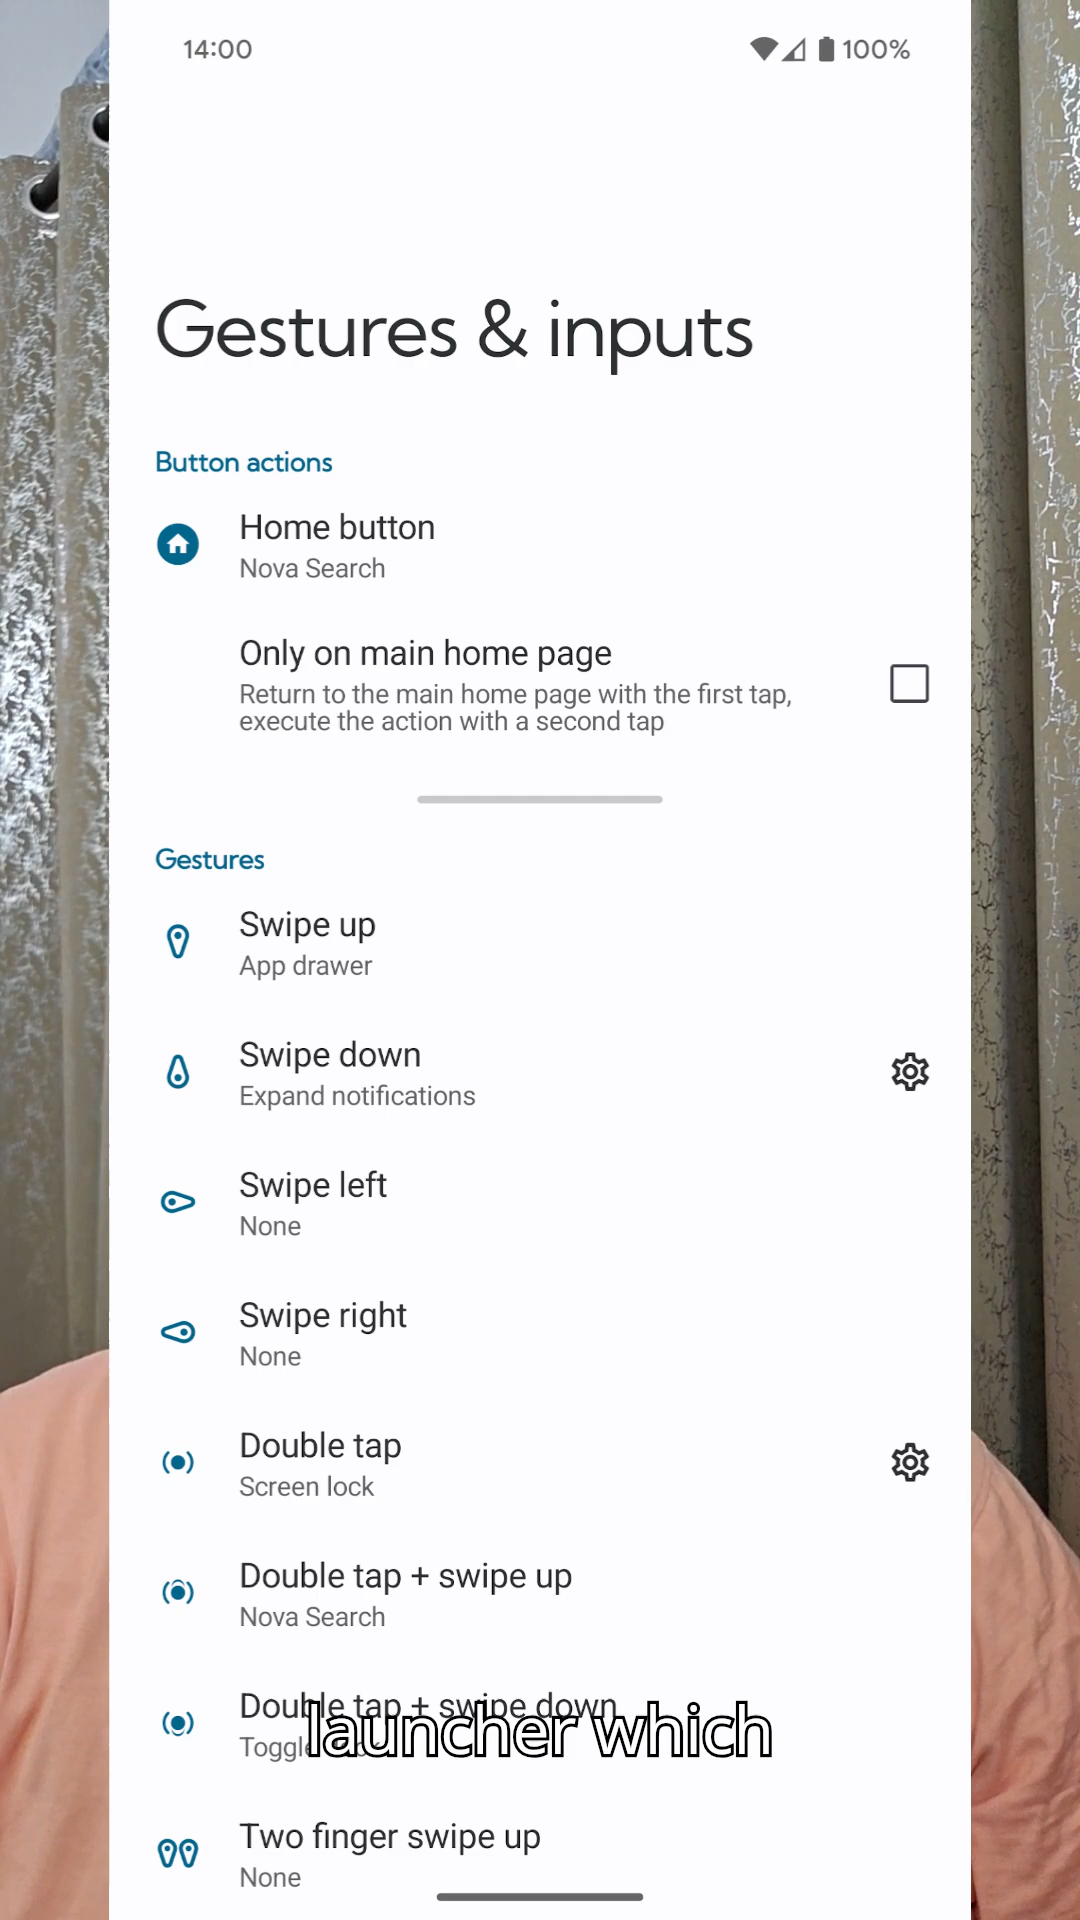 14:00
100%
Gestures & inputs
Button actions
Home button
Nova Search
Only on main home page
Return to the main home page with the first tap,
execute the action with a second tap
Gestures
Swipe up
App drawer
Swipe down
Expand notifications
Swipe left
None
Swipe right
None
Double tap
Screen lock
Double tap + swipe up
Nova Search
Double tap + swipe down
launcher which
Two finger swipe up
None